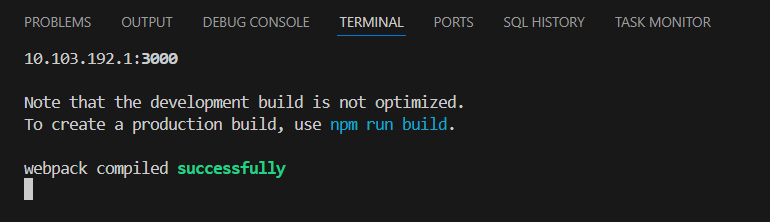 PROBLEMS OUTPUT DEBUG CONSOLE TERMINAL PORTS SQL HISTORY TASK MONITOR
10.103.192.1:3000
Note that the development build is not optimized.
To create a production build, use npm run build.
webpack compiled successfully